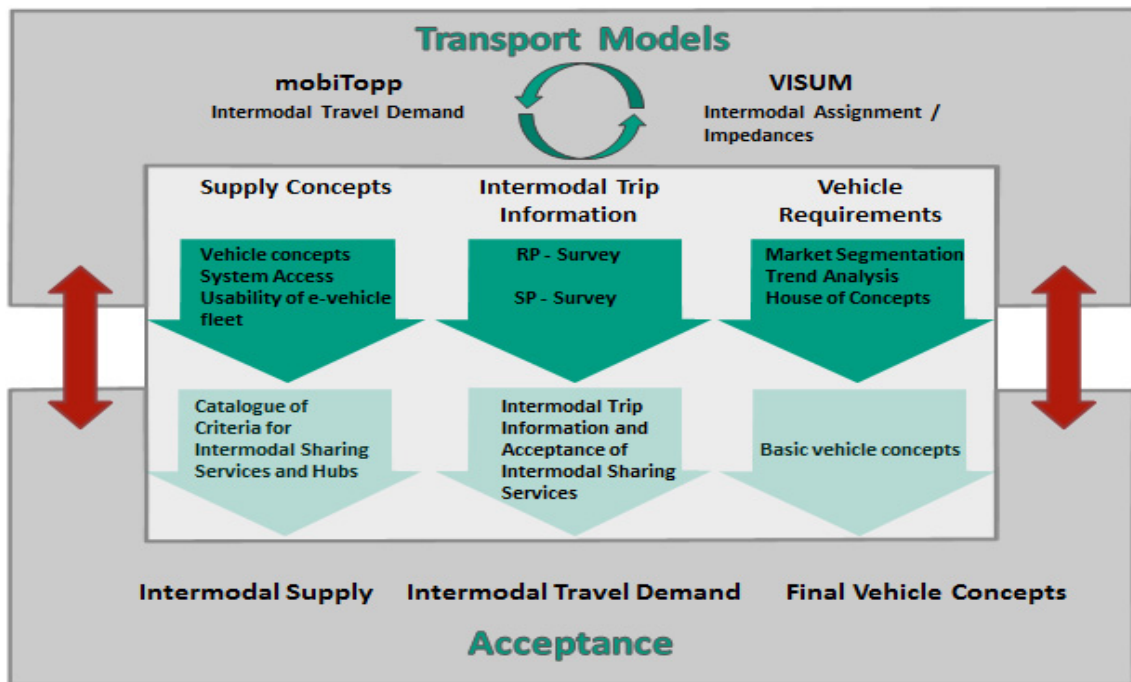 Transport Models
mobiTopp
Intermodal Travel Demand
VISUM
Intermodal Assignment /
Impedances
Supply Concepts
Intermodal Trip
Information
Vehicle
Requirements
Vehicle concepts
System Access
Usability of e-vehicle
fleet
RP - Survey
SP - Survey
Market Segmentation
Trend Analysis
House of Concepts
Catalogue of
Criteria for
Intermodal Sharing
Services and Hubs
Intermodal Trip
Information and
Acceptance of
Intermodal Sharing
Services
Basic vehicle concepts
Intermodal Supply
Intermodal Travel Demand
Final Vehicle Concepts
Acceptance